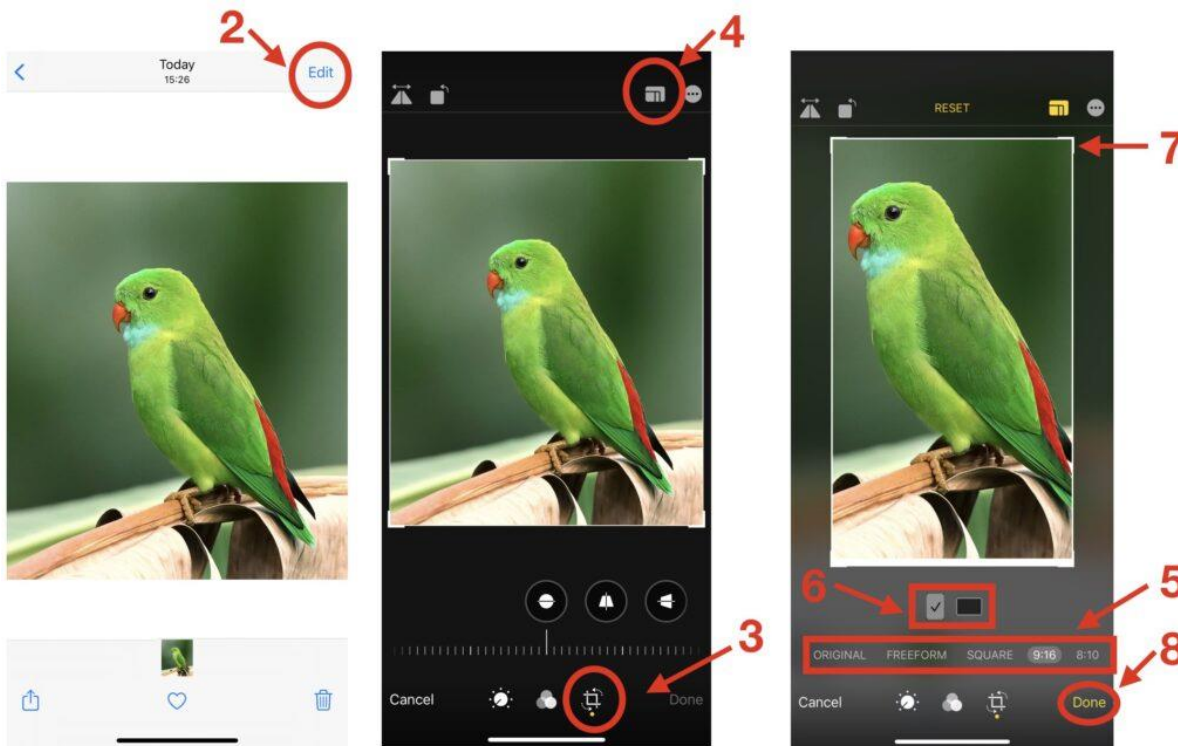 2
Today
15:26
Edit
Cancel
Done
3
4
RESET
7
6
5
ORIGINAL FREEFORM SQUARE 9:16 8:10
Cancel
Done
8